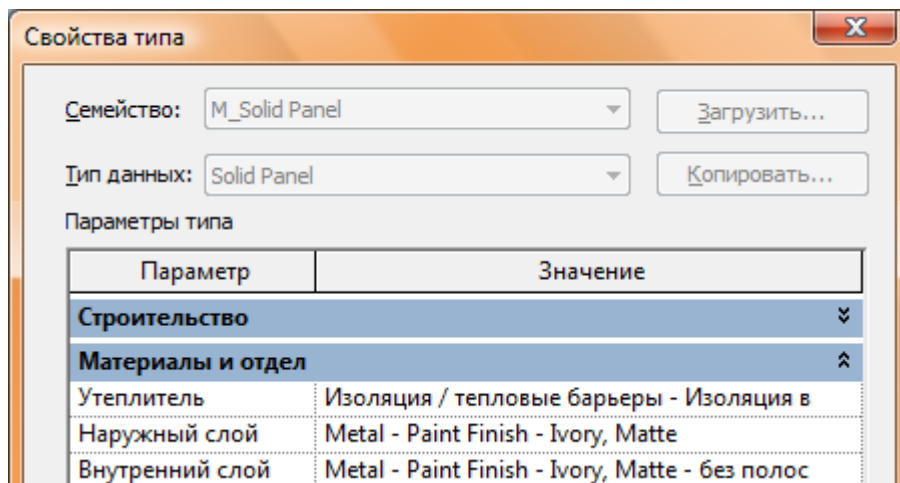 Свойства типа
Семейство: M_Solid Panel Загрузить...
Тип данных: Solid Panel Копировать...
Параметры типа
Параметр Значение
Строительство
Материалы и отдел
Утеплитель Изоляция / тепловые барьеры - Изоляция в
Наружный слой Metal - Paint Finish - Ivory, Matte
Внутренний слой Metal - Paint Finish - Ivory, Matte - без полос